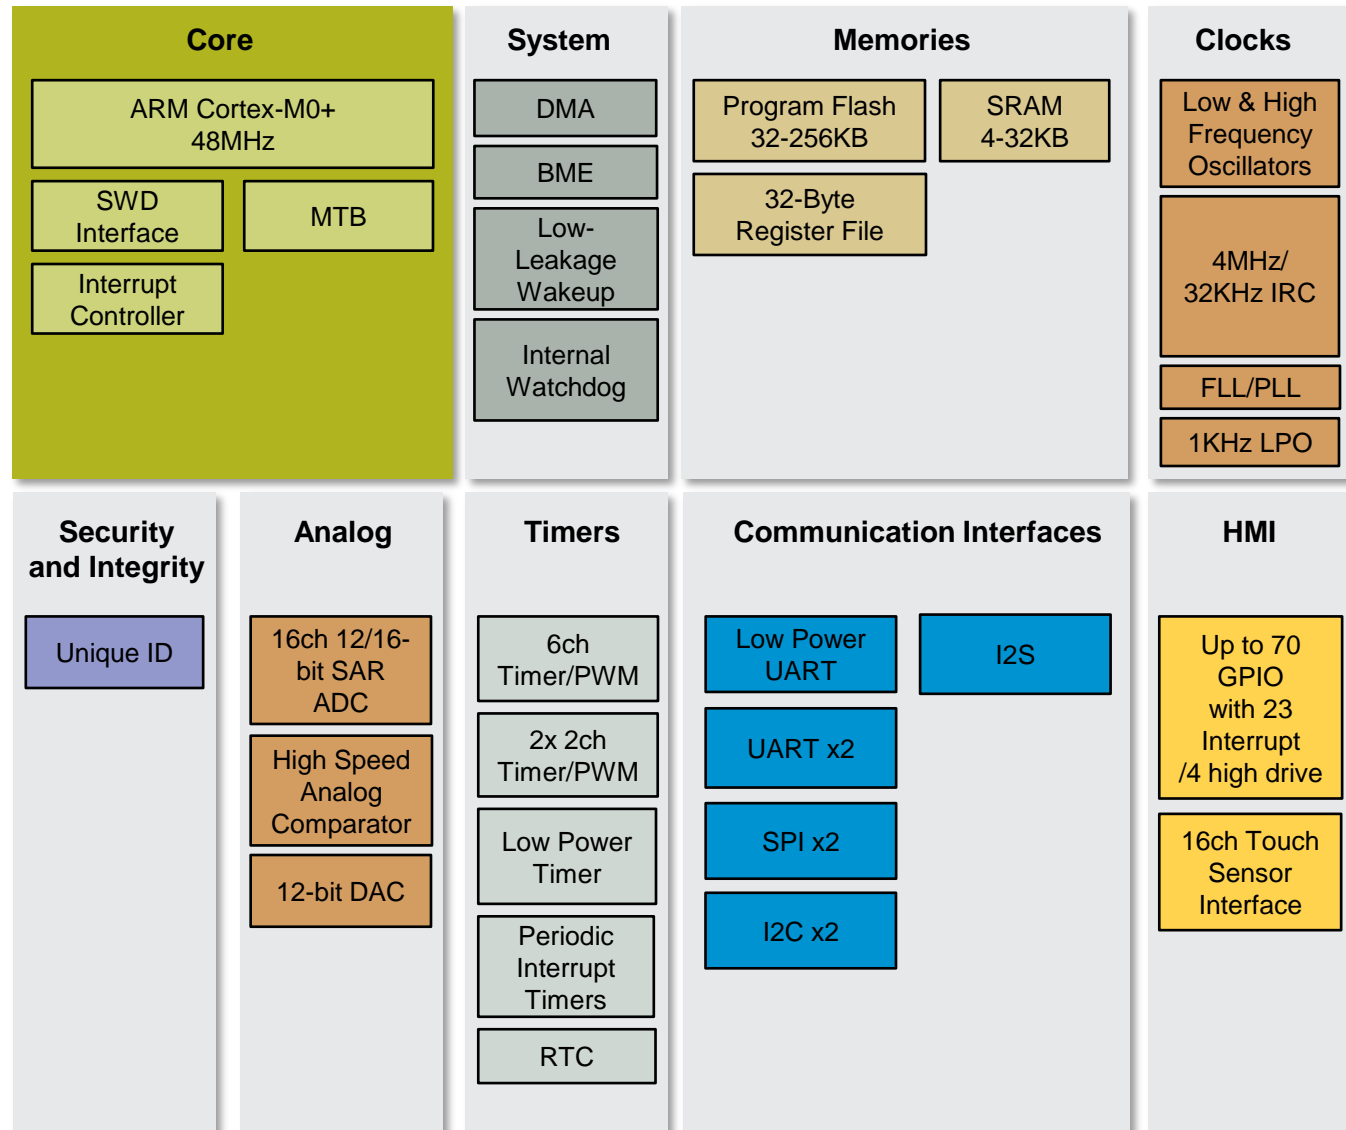 Core
ARM Cortex-M0+
48MHz
SWD
Interface
MTB
Interrupt
Controller
System
DMA
BME
Low-
Leakage
Wakeup
Internal
Watchdog
Memories
Program Flash
32-256KB
SRAM
4-32KB
32-Byte
Register File
Clocks
Low & High
Frequency
Oscillators
4MHz/
32KHz IRC
FLL/PLL
1KHz LPO
Security
and Integrity
Unique ID
Analog
16ch 12/16-
bit SAR
ADC
High Speed
Analog
Comparator
12-bit DAC
Timers
6ch
Timer/PWM
2x 2ch
Timer/PWM
Low Power
Timer
Periodic
Interrupt
Timers
RTC
Communication Interfaces
Low Power
UART
I2S
UART x2
SPI x2
I2C x2
HMI
Up to 70
GPIO
with 23
Interrupt
/4 high drive
16ch Touch
Sensor
Interface